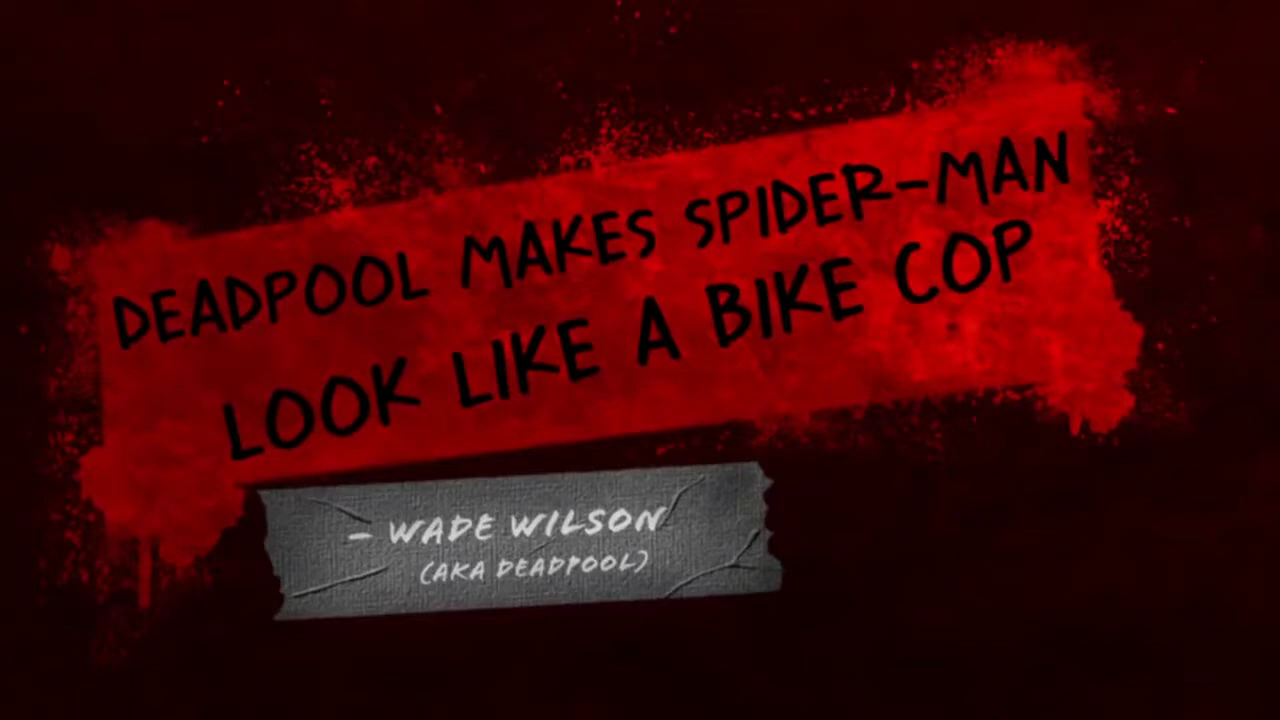 DEADPOOL MAKES SPIDER-MAN
LOOK LIKE A BIKE COP
- WADE WILSON
(AKA DEADPOOL)